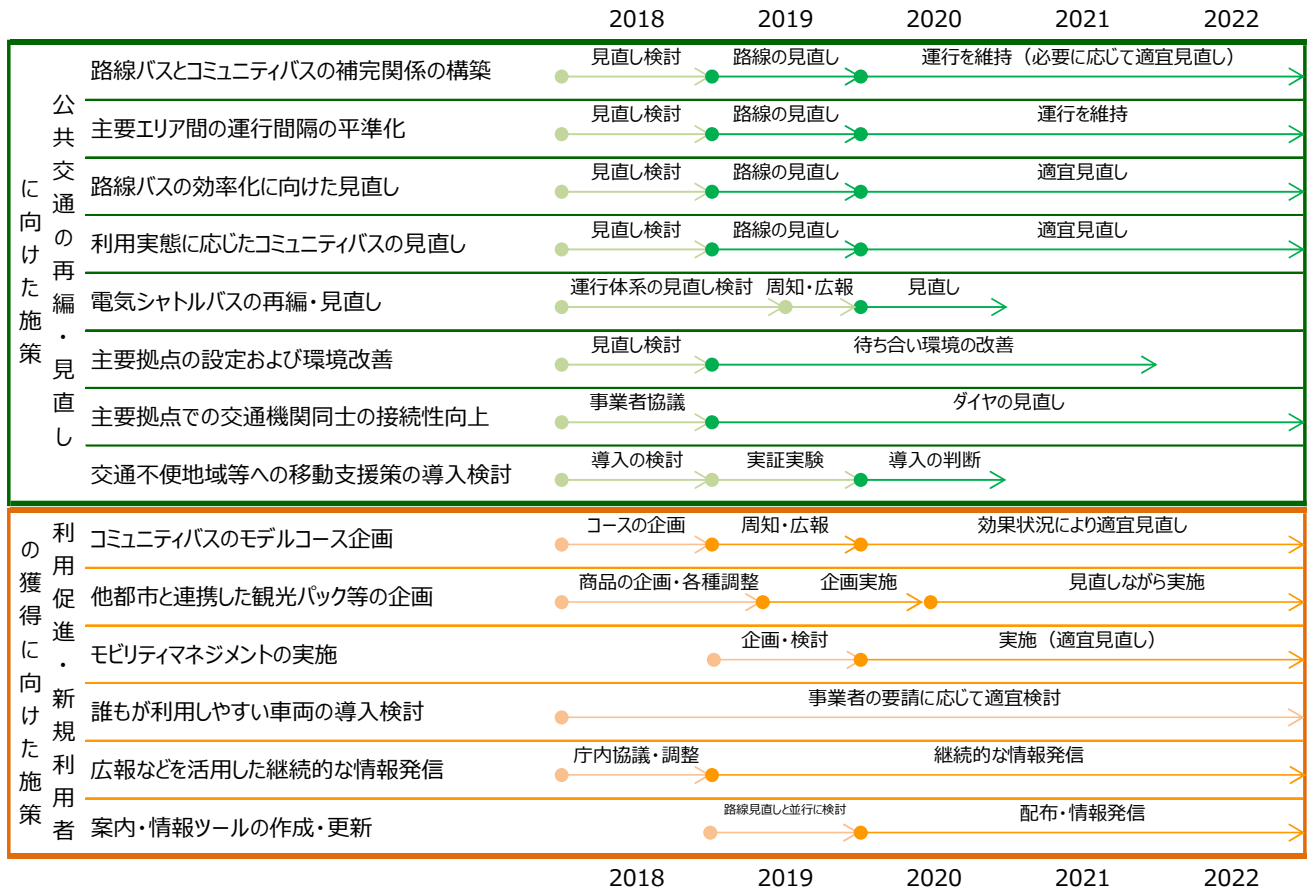 2018 2019 2020 2021 2022
公共交通の再編・見直し
に向けた施策
見直し検討 路線の見直し 運行を維持（必要に応じて適宜見直し）
路線バスとコミュニティバスの補完関係の構築
見直し検討 路線の見直し 運行を維持
主要エリア間の運行間隔の平準化
見直し検討 路線の見直し 適宜見直し
路線バスの効率化に向けた見直し
見直し検討 路線の見直し 適宜見直し
利用実態に応じたコミュニティバスの見直し
運行体系の見直し検討 周知・広報 見直し
電気シャトルバスの再編・見直し
見直し検討 待ち合い環境の改善
主要拠点の設定および環境改善
事業者協議 ダイヤの見直し
主要拠点での交通機関同士の接続性向上
導入の検討 実証実験 導入の判断
交通不便地域等への移動支援策の導入検討
利用促進・新規利用者
の獲得に向けた施策
コースの企画 周知・広報 効果状況により適宜見直し
コミュニティバスのモデルコース企画
商品の企画・各種調整 企画実施 見直しながら実施
他都市と連携した観光パック等の企画
企画・検討 実施（適宜見直し）
モビリティマネジメントの実施
事業者の要請に応じて適宜検討
誰もが利用しやすい車両の導入検討
庁内協議・調整 継続的な情報発信
広報などを活用した継続的な情報発信
路線見直しと並行に検討 配布・情報発信
案内・情報ツールの作成・更新
2018 2019 2020 2021 2022